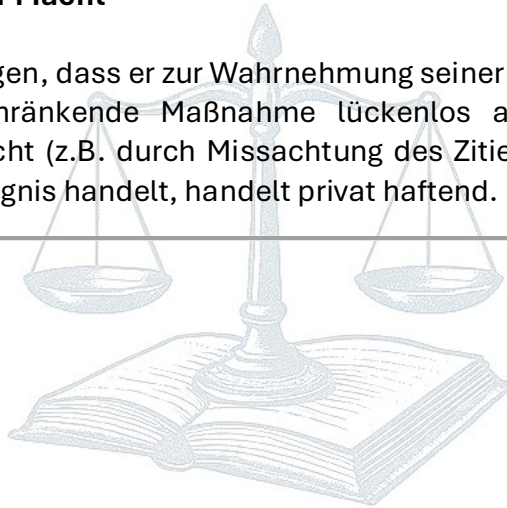 gen, dass er zur Wahrnehmung seiner
hränkende Maßnahme lückenlos a
cht (z.B. durch Missachtung des Zitie
gnis handelt, handelt privat haftend.